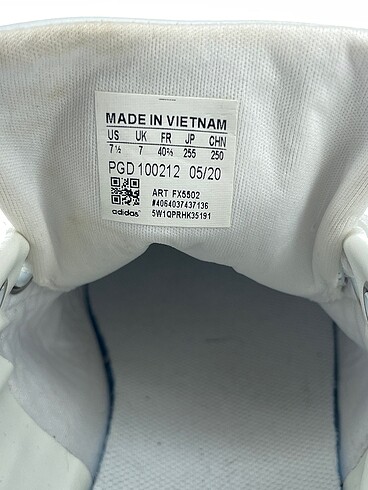 MADE IN VIETNAM
US UK FR JP CHN
7½ 7 40⅔ 255 250
PGD 100212 05/20
ART FX5502
#4064037437136
adidas 5W1QPRHK35191